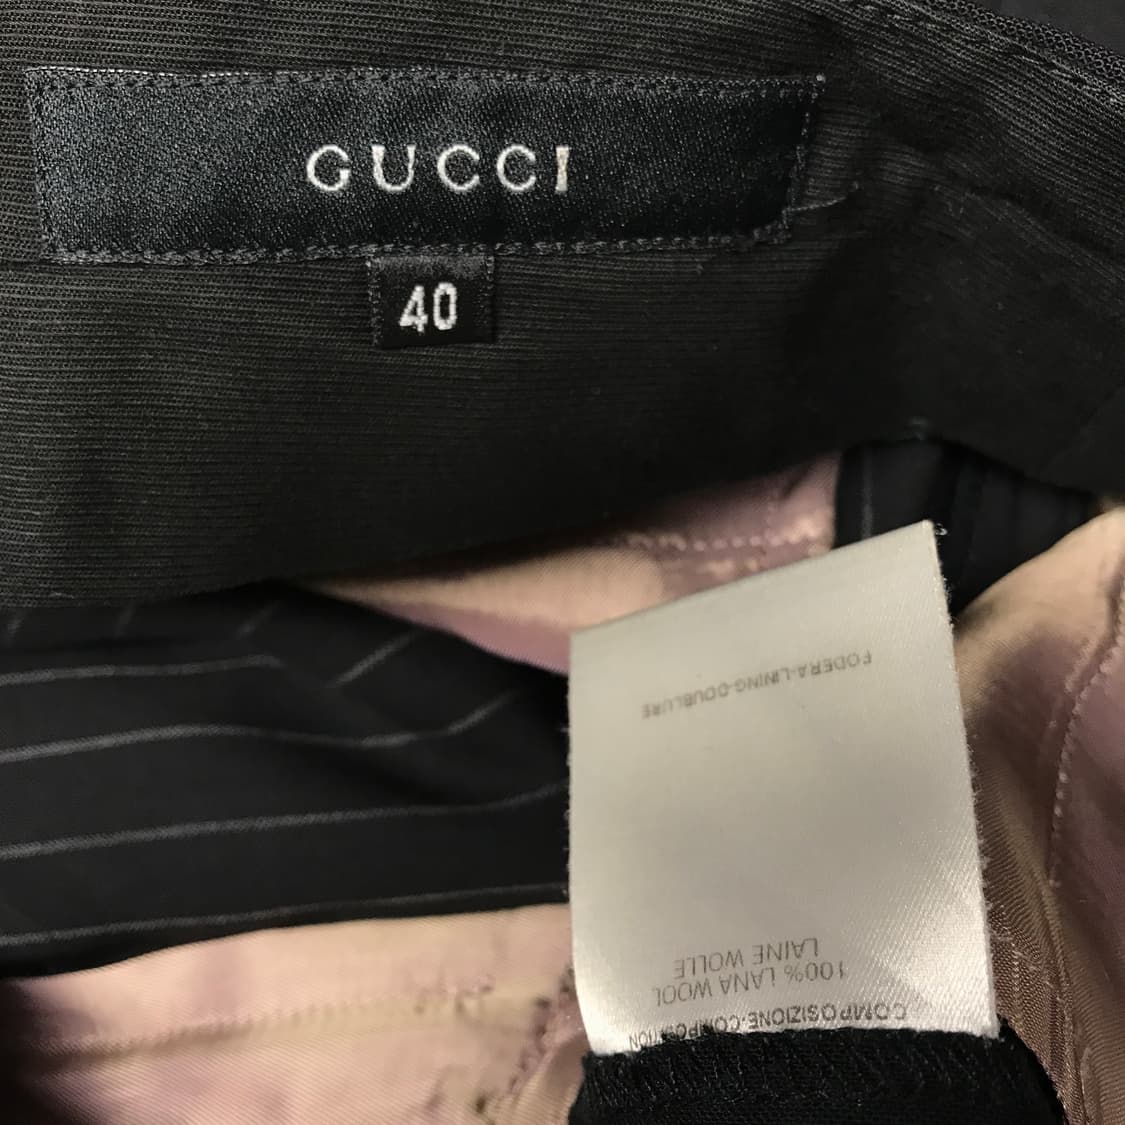 GUCCI
40
COMPOSIZIONE-COMPOSITION
100% LANA WOOL
LAINE WOLLE
FODERA-LINING-DOUBLURE